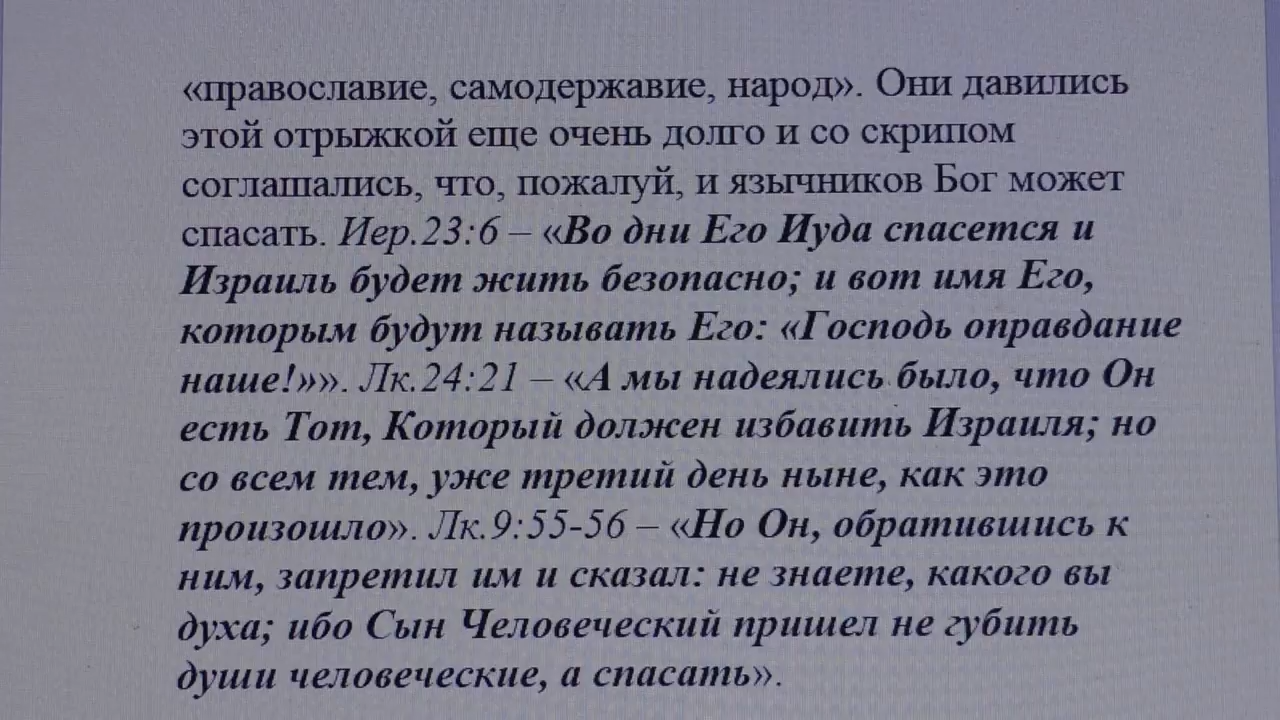 «православие, самодержавие, народ». Они давились
этой отрыжкой еще очень долго и со скрипом
соглашались, что, пожалуй, и язычников Бог может
спасать. Иер.23:6 – «Во дни Его Иуда спасется и
Израиль будет жить безопасно; и вот имя Его,
которым будут называть Его: «Господь оправдание
наше!»». Лк.24:21 – «А мы надеялись было, что Он
есть Тот, Который должен избавить Израиля; но
со всем тем, уже третий день ныне, как это
произошло». Лк.9:55-56 – «Но Он, обратившись к
ним, запретил им и сказал: не знаете, какого вы
духа; ибо Сын Человеческий пришел не губить
души человеческие, а спасать».